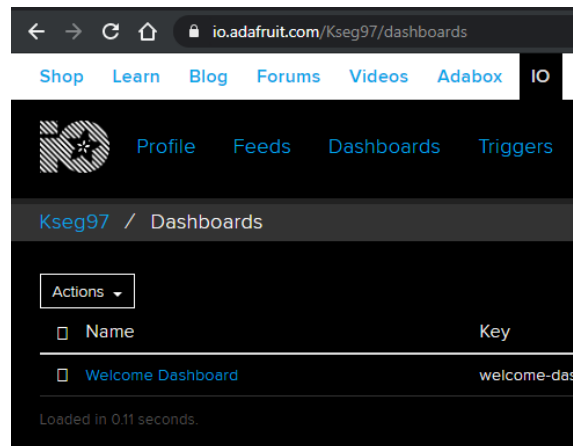 io.adafruit.com/Kseg97/dashboards
Shop Learn Blog Forums Videos Adabox IO
iO Profile Feeds Dashboards Triggers
Kseg97 / Dashboards
Actions
Name Key
Welcome Dashboard welcome-das
Loaded in 0.11 seconds.